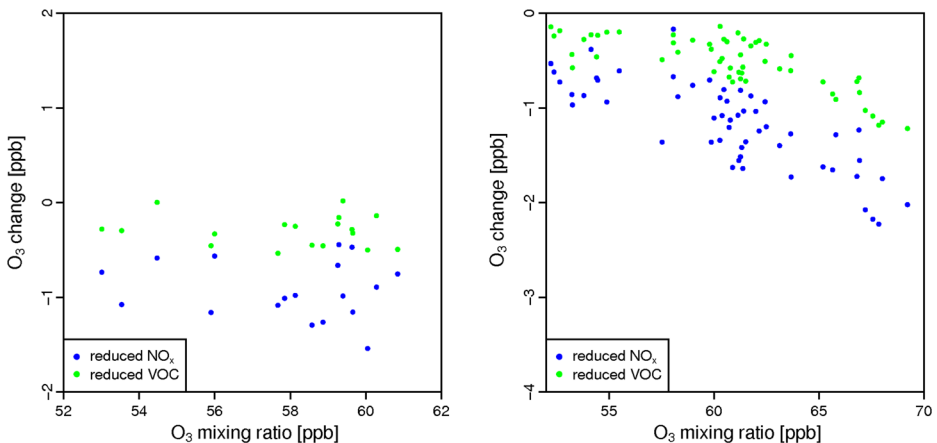 O₃ change [ppb]
2
1
0
−1
−2
52 54 56 58 60 62
O₃ mixing ratio [ppb]
reduced NOₓ
reduced VOC
O₃ change [ppb]
0
−1
−2
−3
−4
55 60 65 70
O₃ mixing ratio [ppb]
reduced NOₓ
reduced VOC